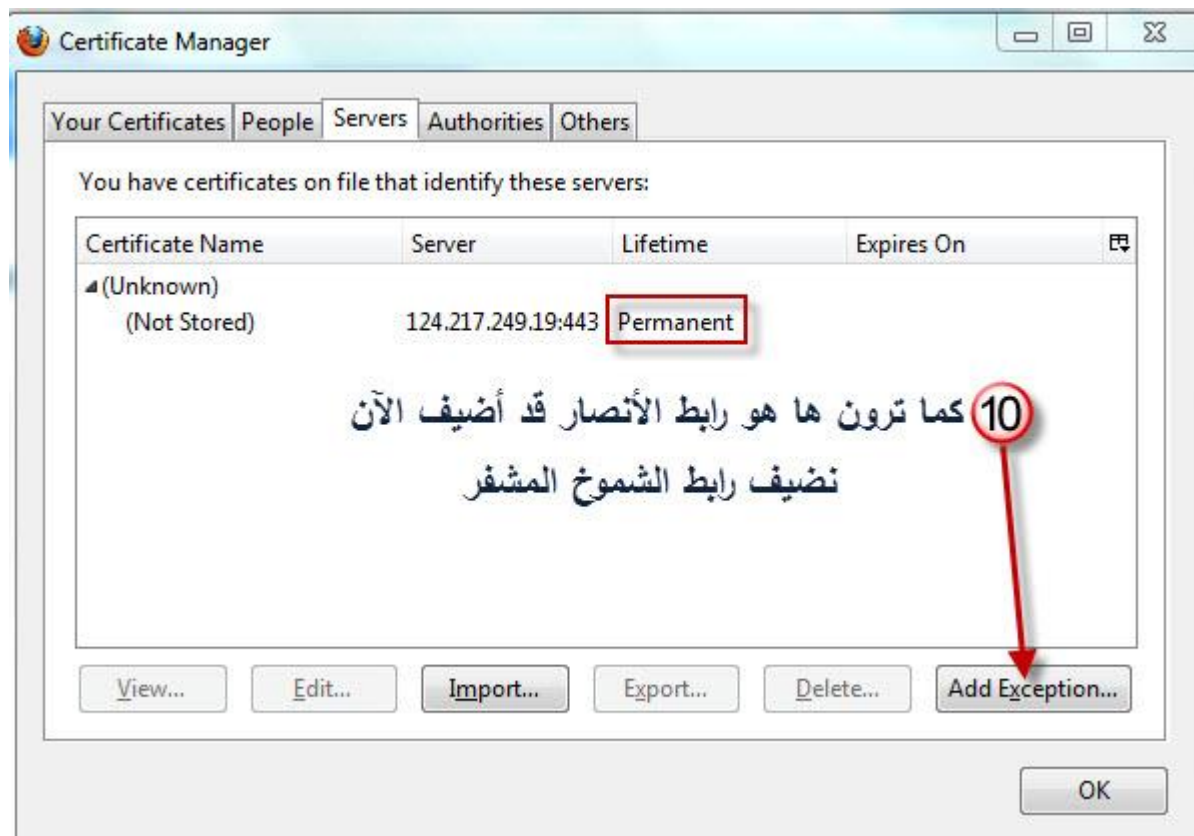 Certificate Manager
Your Certificates People Servers Authorities Others
You have certificates on file that identify these servers:
Certificate Name Server Lifetime Expires On
(Unknown)
(Not Stored) 124.217.249.19:443 Permanent
10 كما ترون ها هو رابط الأنصار قد أضيف الآن
نضيف رابط الشموخ المشفر
View... Edit... Import... Export... Delete... Add Exception...
OK